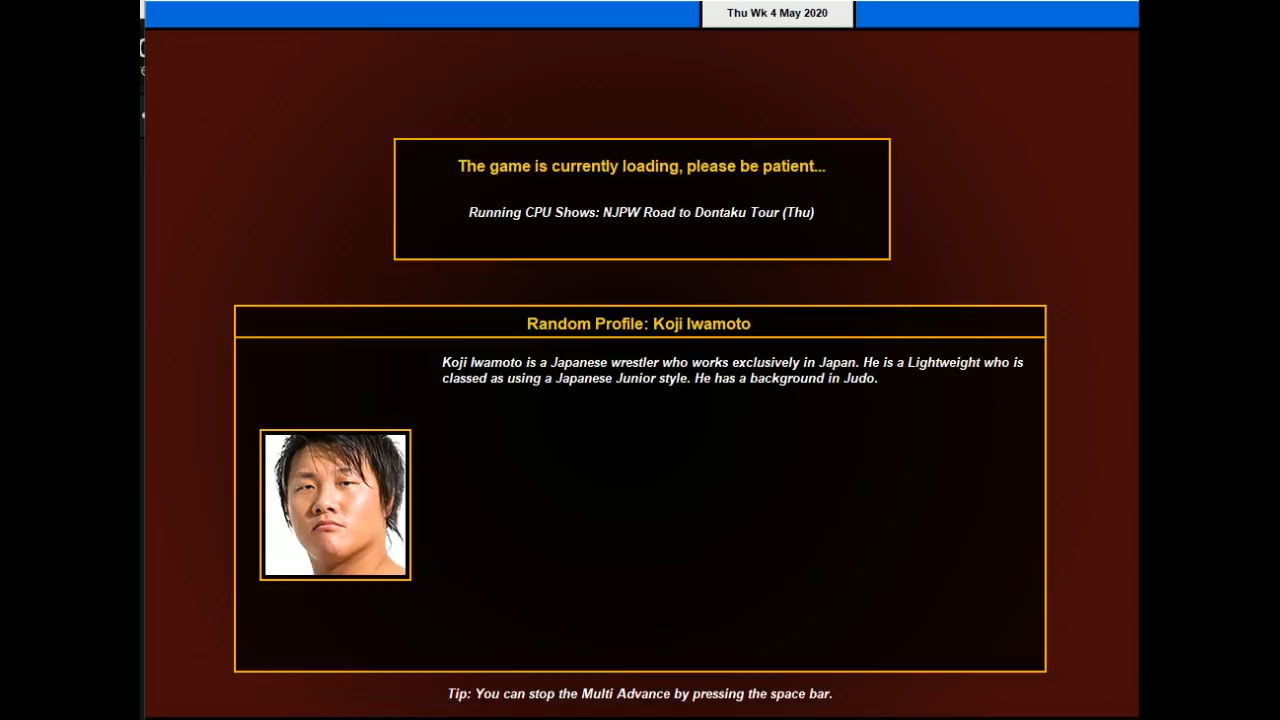 Thu Wk 4 May 2020
The game is currently loading, please be patient...
Running CPU Shows: NJPW Road to Dontaku Tour (Thu)
Random Profile: Koji Iwamoto
Koji Iwamoto is a Japanese wrestler who works exclusively in Japan. He is a Lightweight who is
classed as using a Japanese Junior style. He has a background in Judo.
Tip: You can stop the Multi Advance by pressing the space bar.